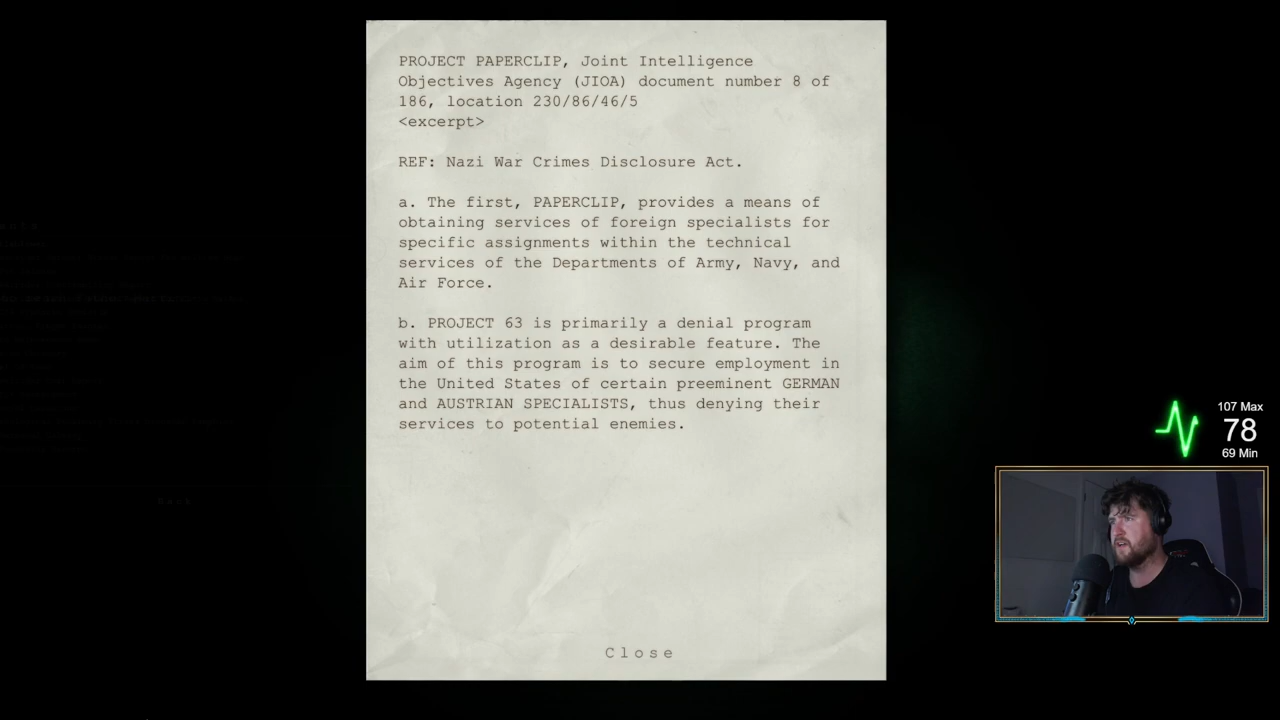 PROJECT PAPERCLIP, Joint Intelligence
Objectives Agency (JIOA) document number 8 of
186, location 230/86/46/5
<excerpt>
REF: Nazi War Crimes Disclosure Act.
a. The first, PAPERCLIP, provides a means of
obtaining services of foreign specialists for
specific assignments within the technical
services of the Departments of Army, Navy, and
Air Force.
b. PROJECT 63 is primarily a denial program
with utilization as a desirable feature. The
aim of this program is to secure employment in
the United States of certain preeminent GERMAN
and AUSTRIAN SPECIALISTS, thus denying their
services to potential enemies.
Close
107 Max
78
69 Min
Back